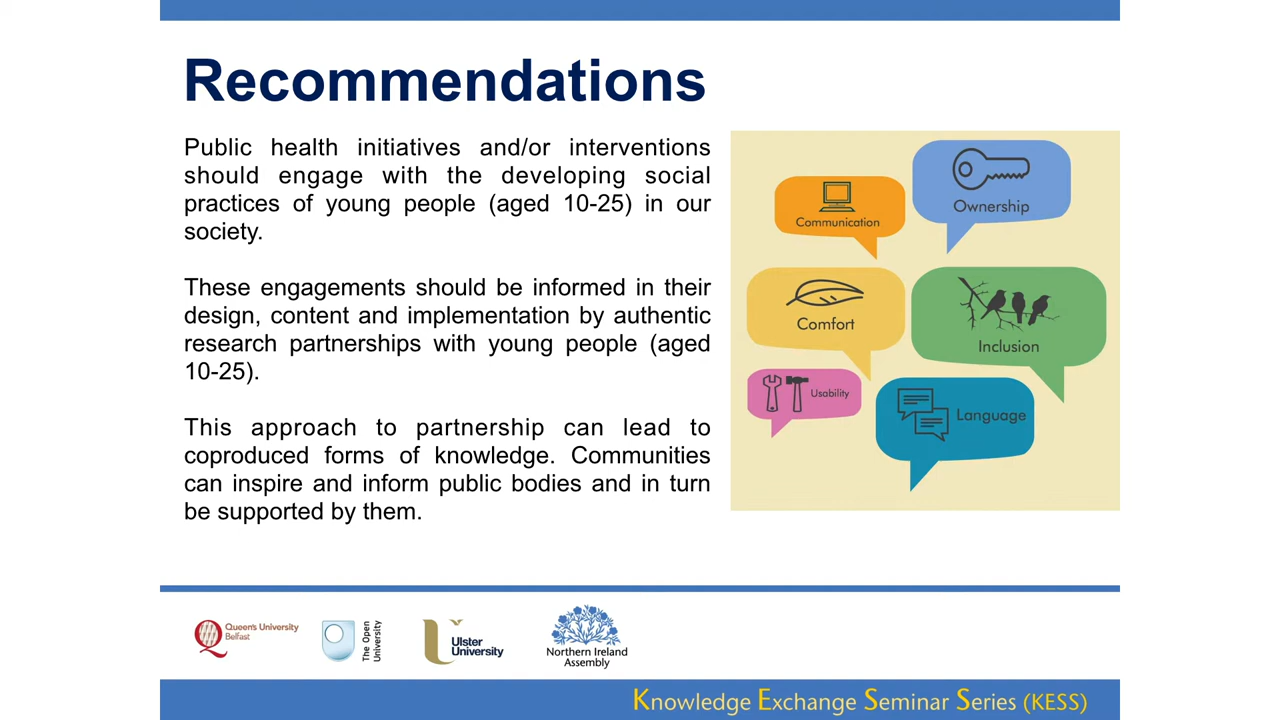 Recommendations
Public health initiatives and/or interventions
should engage with the developing social
practices of young people (aged 10-25) in our
society.
These engagements should be informed in their
design, content and implementation by authentic
research partnerships with young people (aged
10-25).
This approach to partnership can lead to
coproduced forms of knowledge. Communities
can inspire and inform public bodies and in turn
be supported by them.
Communication
Ownership
Comfort
Inclusion
Usability
Language
Queen's University
Belfast
The Open
University
Ulster
University
Northern Ireland
Assembly
Knowledge Exchange Seminar Series (KESS)